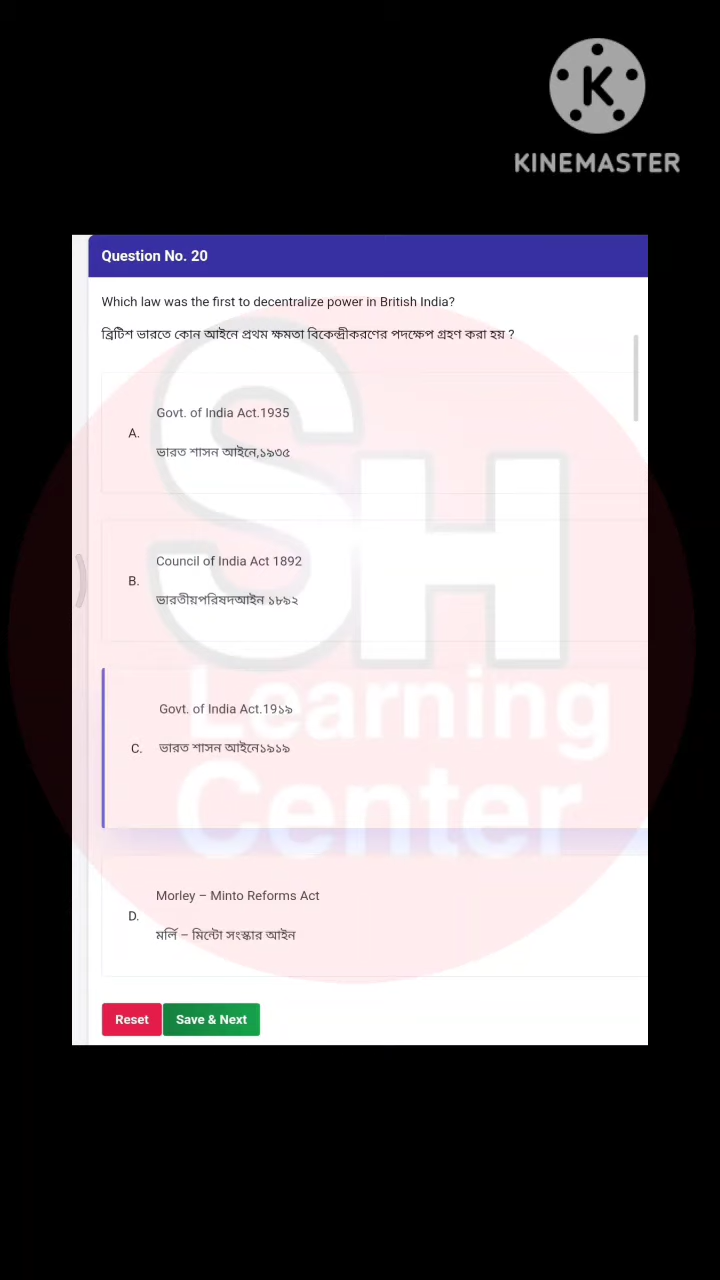 K
KINEMASTER
Question No. 20
Which law was the first to decentralize power in British India?
ব্রিটিশ ভারতে কোন আইনে প্রথম ক্ষমতা বিকেন্দ্রীকরণের পদক্ষেপ গ্রহণ করা হয় ?
Govt. of India Act.1935
A.
ভারত শাসন আইনে,১৯৩৫
Council of India Act 1892
B.
ভারতীয়পরিষদআইন ১৮৯২
Govt. of India Act.19১৯
C. ভারত শাসন আইনে১৯১৯
Morley – Minto Reforms Act
D.
মর্লি – মিন্টো সংস্কার আইন
Reset Save & Next
SH
Learning
Center